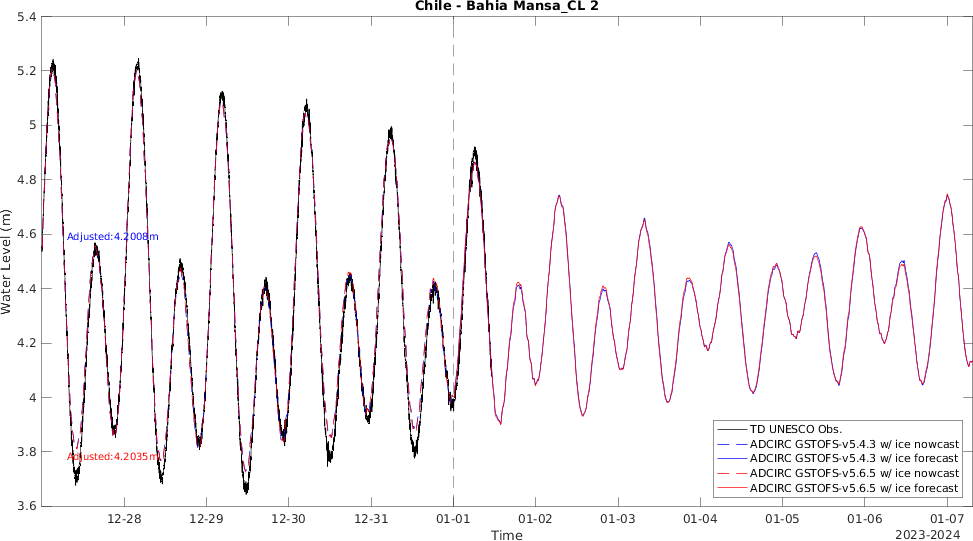 Chile - Bahia Mansa_CL 2
5.4
5.2
5
4.8
4.6
4.4
4.2
4
3.8
3.6
Water Level (m)
Adjusted:4.2008m
Adjusted:4.2035m
TD UNESCO Obs.
ADCIRC GSTOFS-v5.4.3 w/ ice nowcast
ADCIRC GSTOFS-v5.4.3 w/ ice forecast
ADCIRC GSTOFS-v5.6.5 w/ ice nowcast
ADCIRC GSTOFS-v5.6.5 w/ ice forecast
12-28
12-29
12-30
12-31
01-01
01-02
01-03
01-04
01-05
01-06
01-07
Time
2023-2024